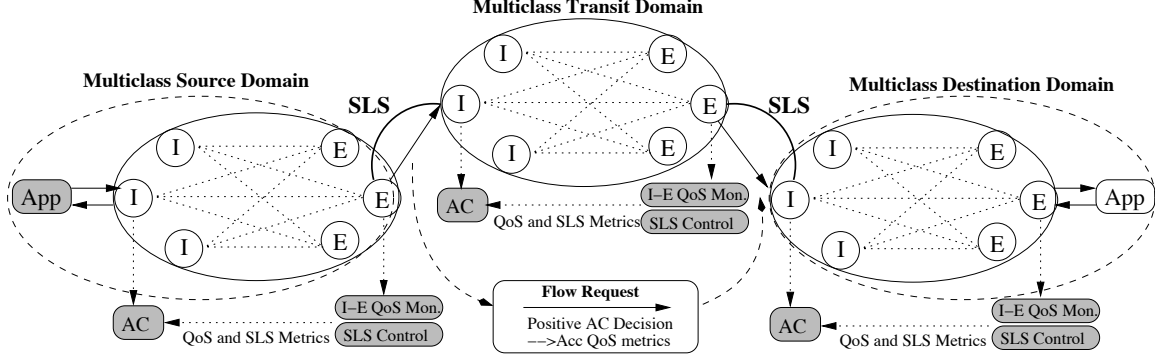 Multiclass Transit Domain
Multiclass Source Domain
Multiclass Destination Domain
SLS
SLS
I
E
I
E
I
E
I
E
I
E
I
E
I
E
I
E
I
E
App
App
AC
I–E QoS Mon.
SLS Control
QoS and SLS Metrics
AC
I–E QoS Mon.
SLS Control
QoS and SLS Metrics
AC
I–E QoS Mon.
SLS Control
QoS and SLS Metrics
Flow Request
Positive AC Decision
––>Acc QoS metrics